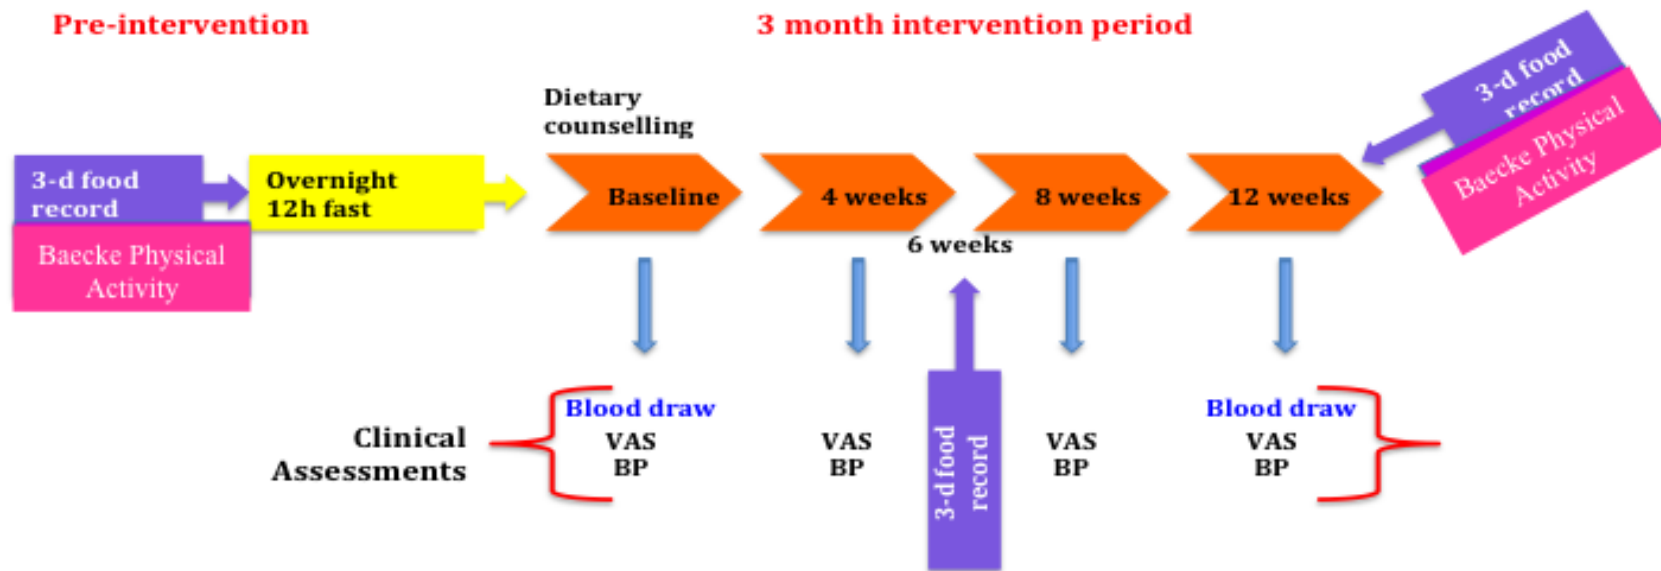 Pre-intervention
3 month intervention period
3-d food
record
Baecke Physical
Activity
Overnight
12h fast
Dietary
counselling
Baseline
4 weeks
6 weeks
8 weeks
12 weeks
3-d food
record
Baecke Physical
Activity
Clinical
Assessments
Blood draw
VAS
BP
VAS
BP
3-d food
record
VAS
BP
Blood draw
VAS
BP